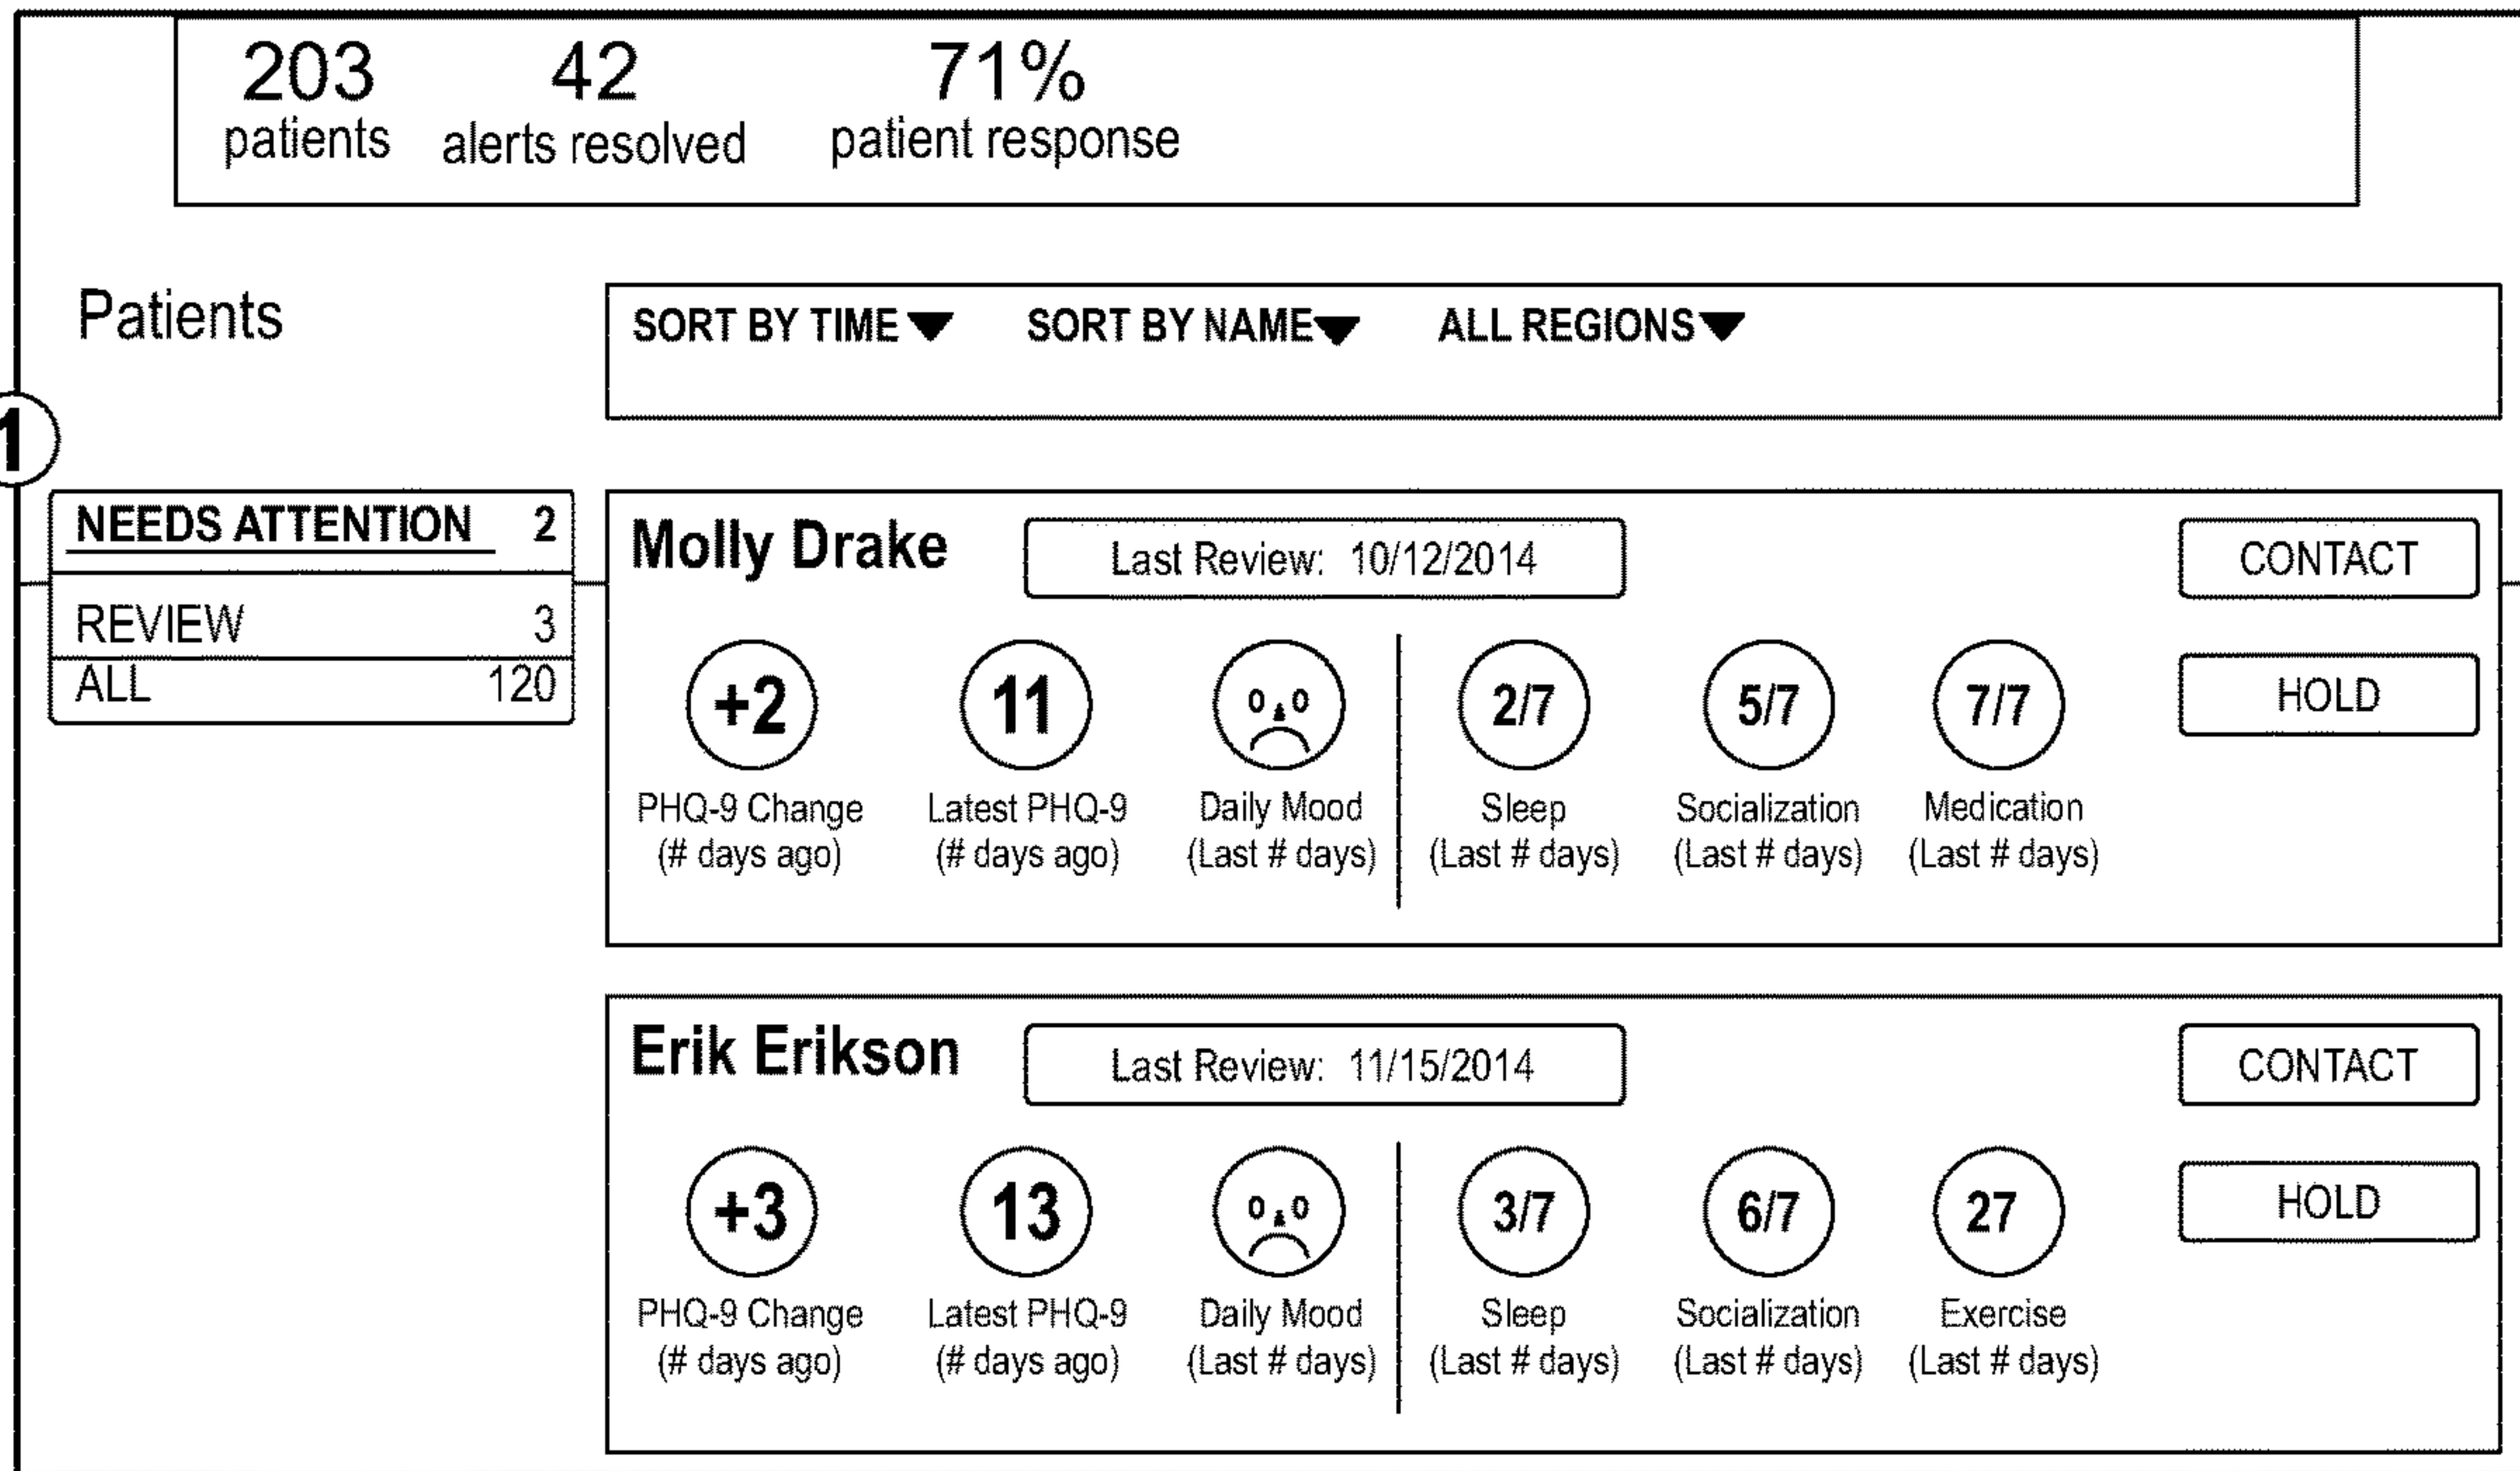 203 42 71%
patients alerts resolved patient response
Patients
SORT BY TIME SORT BY NAME ALL REGIONS
1
NEEDS ATTENTION 2
REVIEW 3
ALL 120
Molly Drake Last Review: 10/12/2014 CONTACT
+2 11 2/7 5/7 7/7 HOLD
PHQ-9 Change Latest PHQ-9 Daily Mood Sleep Socialization Medication
(# days ago) (# days ago) (Last # days) (Last # days) (Last # days) (Last # days)
Erik Erikson Last Review: 11/15/2014 CONTACT
+3 13 3/7 6/7 27 HOLD
PHQ-9 Change Latest PHQ-9 Daily Mood Sleep Socialization Exercise
(# days ago) (# days ago) (Last # days) (Last # days) (Last # days) (Last # days)